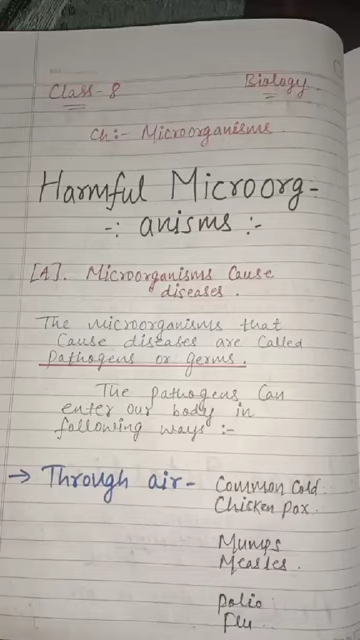 Class - 8 Biology
Ch:- Microorganisms
Harmful Microorg-
-: anisms :-
[A]. Microorganisms Cause
diseases.
The microorganisms that
Cause diseases are called
pathogens or germs.
The pathogens Can
enter our body in
following ways :-
→ Through air - Common Cold
Chicken pox.
Mumps
Measles.
Polio
Flu